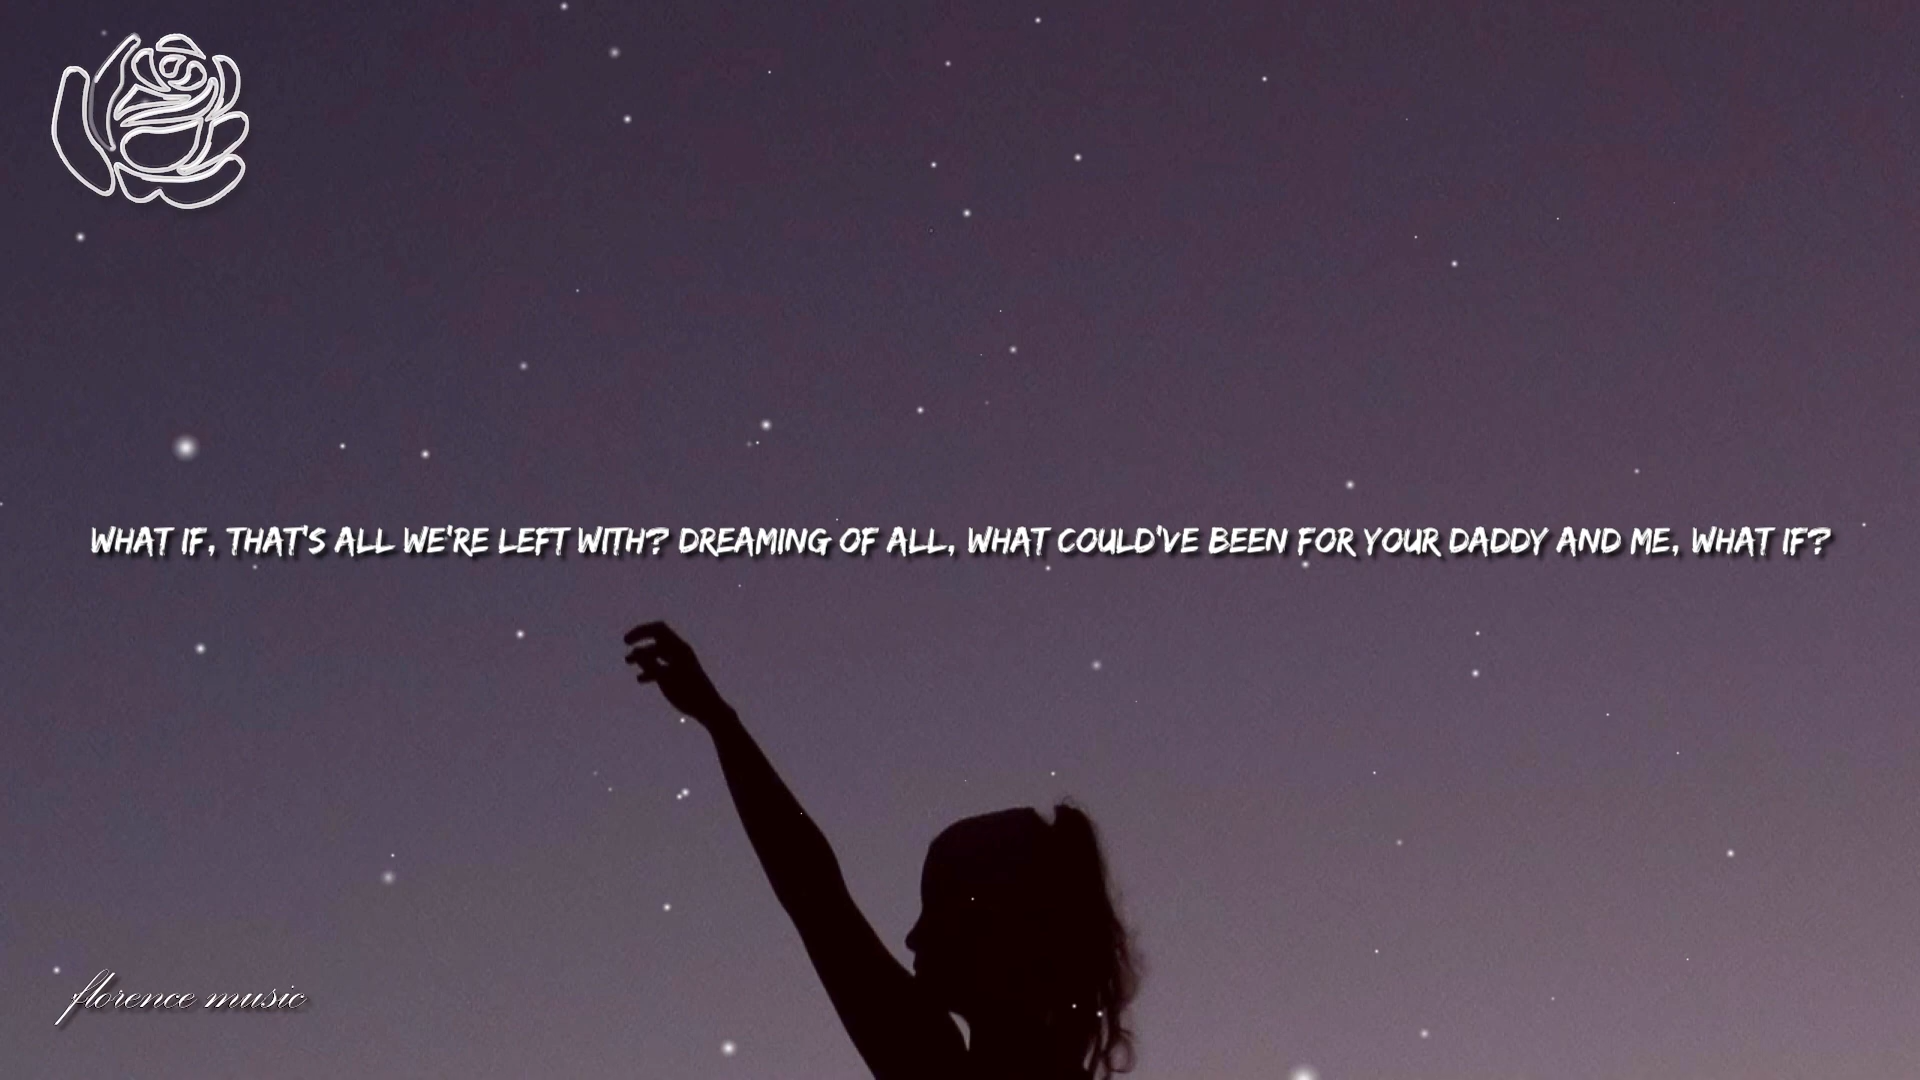 WHAT IF, THAT'S ALL WE'RE LEFT WITH? DREAMING OF ALL, WHAT COULD'VE BEEN FOR YOUR DADDY AND ME, WHAT IF?
florence music